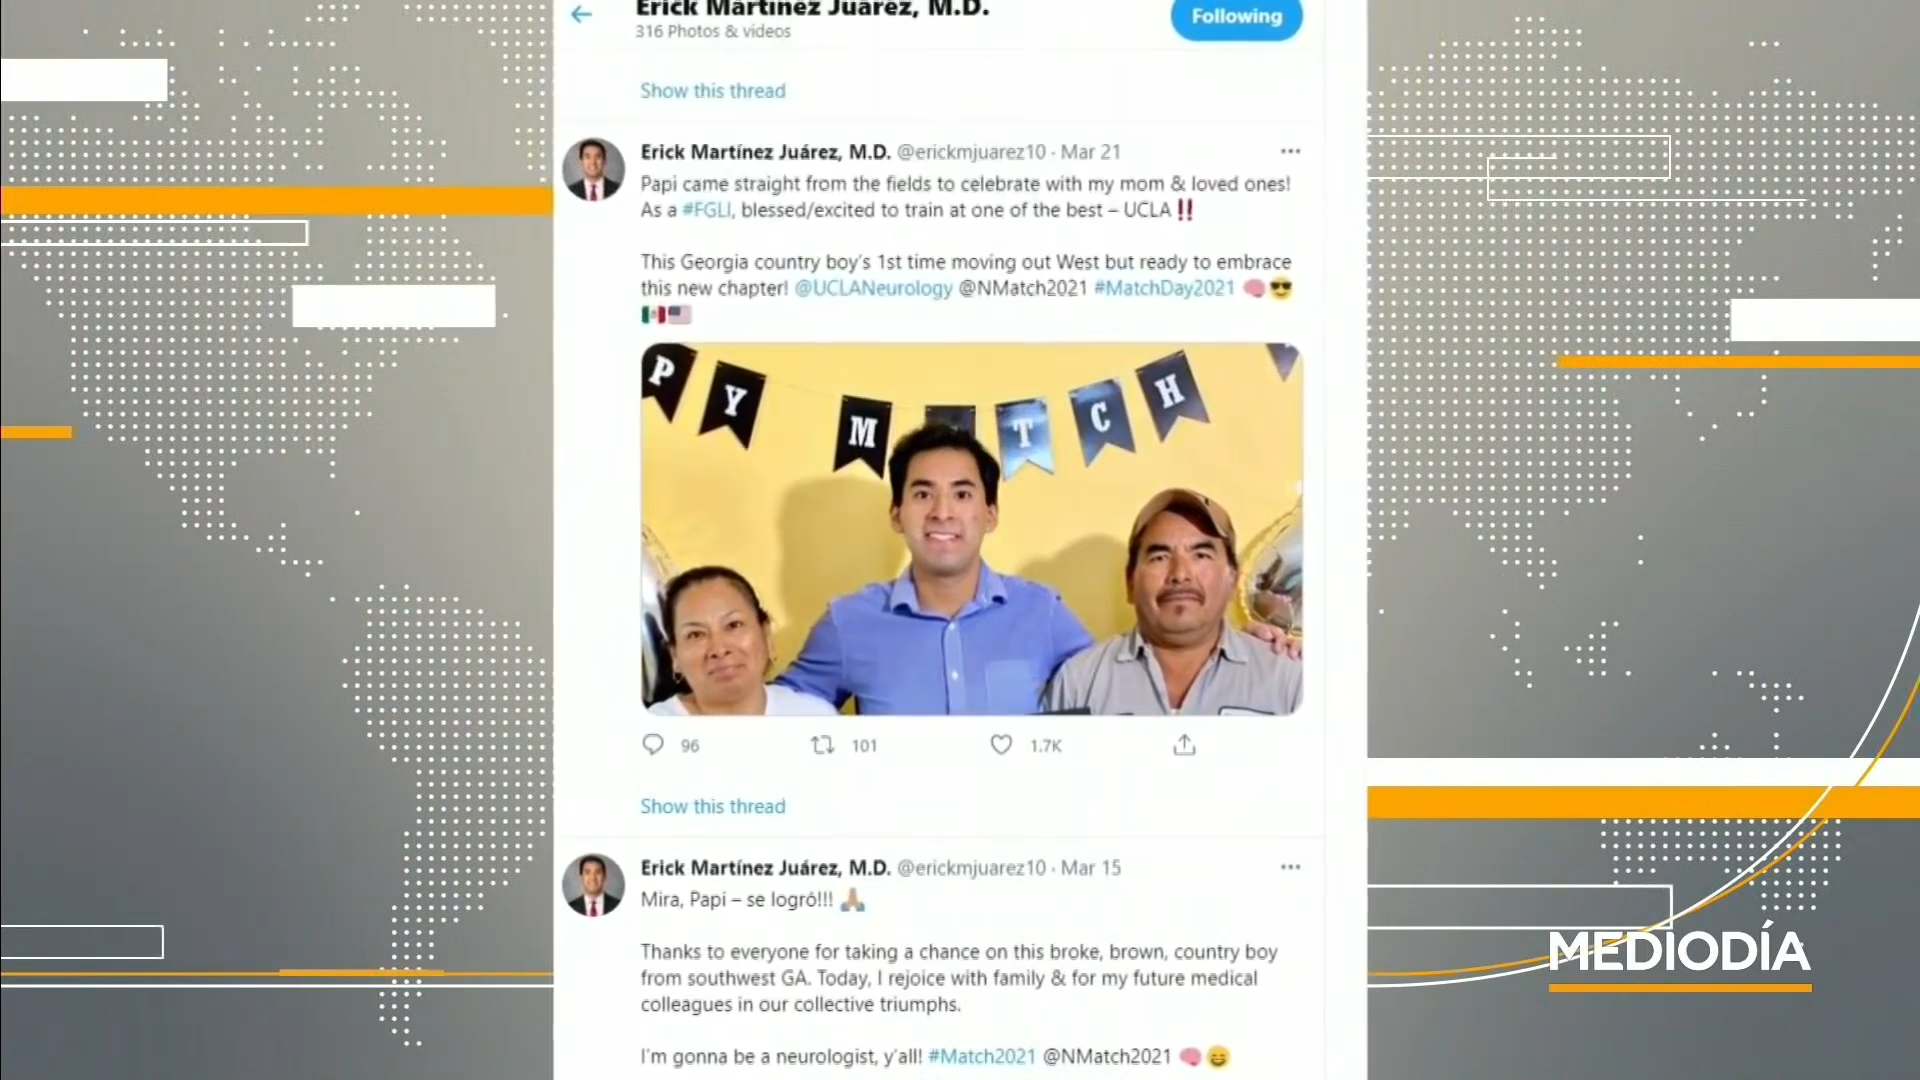 Erick Martínez Juárez, M.D.
316 Photos & videos
Following
Show this thread
Erick Martínez Juárez, M.D. @erickmjuarez10 · Mar 21
Papi came straight from the fields to celebrate with my mom & loved ones!
As a #FGLI, blessed/excited to train at one of the best – UCLA‼️
This Georgia country boy's 1st time moving out West but ready to embrace
this new chapter! @UCLANeurology @NMatch2021 #MatchDay2021 🧠😎
🇲🇽🇺🇸
PY M TCH
96 101 1.7K
Show this thread
Erick Martínez Juárez, M.D. @erickmjuarez10 · Mar 15
Mira, Papi – se logró!!! 🙏🏽
Thanks to everyone for taking a chance on this broke, brown, country boy
from southwest GA. Today, I rejoice with family & for my future medical
colleagues in our collective triumphs.
I'm gonna be a neurologist, y'all! #Match2021 @NMatch2021 🧠😄
MEDIODÍA